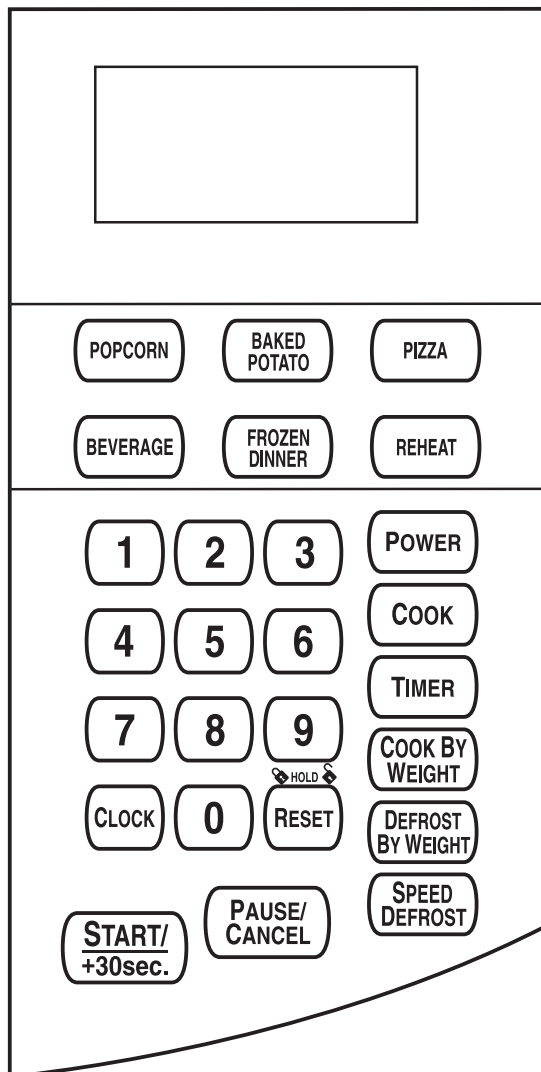 POPCORN
BAKED
POTATO
PIZZA
BEVERAGE
FROZEN
DINNER
REHEAT
1
2
3
POWER
4
5
6
COOK
TIMER
7
8
9
COOK BY
WEIGHT
HOLD
CLOCK
0
RESET
DEFROST
BY WEIGHT
SPEED
DEFROST
PAUSE/
CANCEL
START/
+30sec.